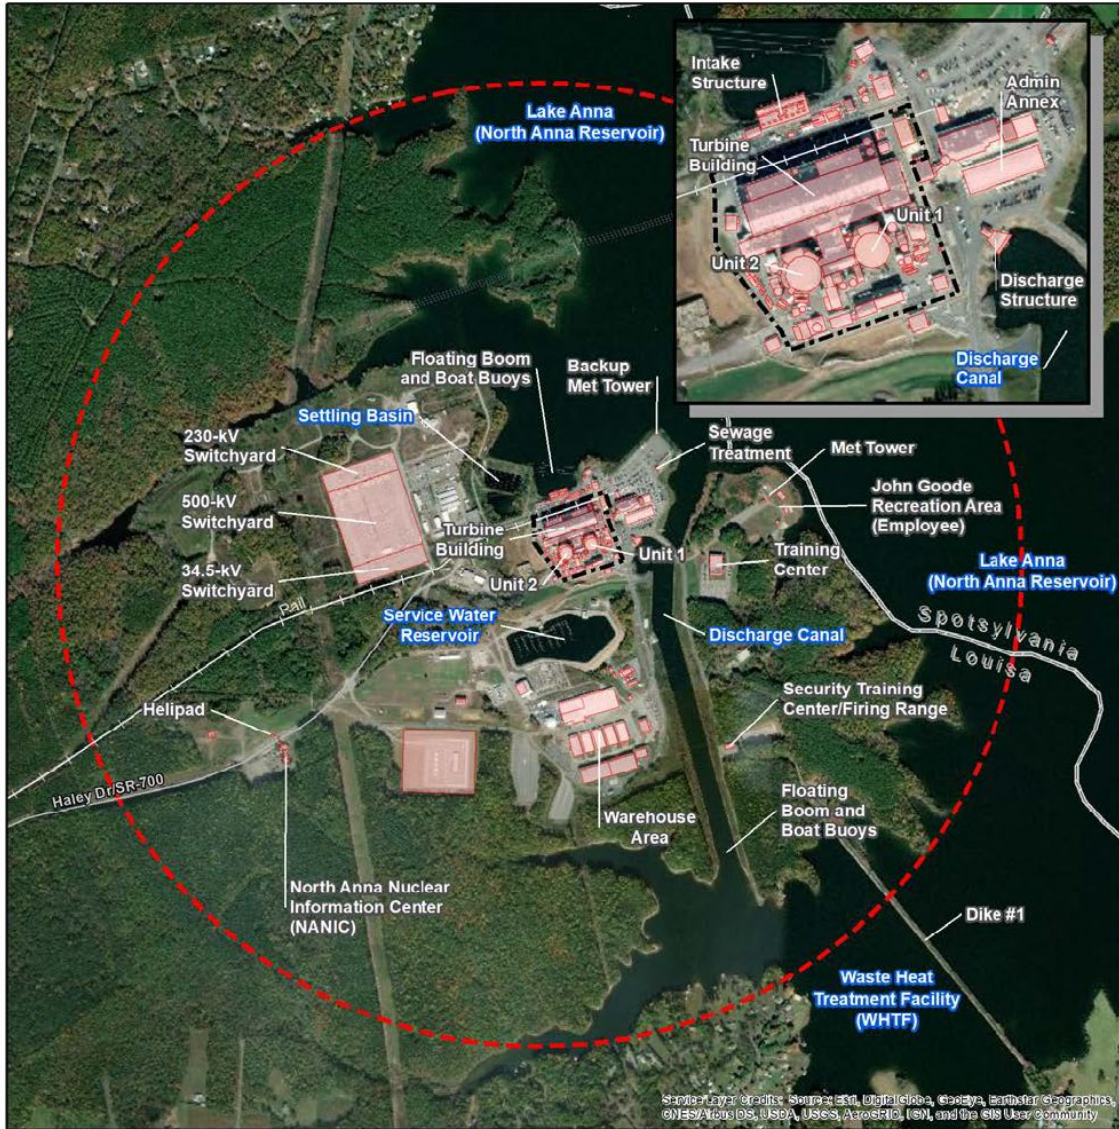 Lake Anna
(North Anna Reservoir)
Intake
Structure
Admin
Annex
Turbine
Building
Unit 1
Unit 2
Discharge
Structure
Discharge
Canal
Floating Boom
and Boat Buoys
Backup
Met Tower
Settling Basin
Sewage
Treatment
Met Tower
230-kV
Switchyard
John Goode
Recreation Area
(Employee)
500-kV
Switchyard
Turbine
Building
Unit 1
Training
Center
Lake Anna
(North Anna Reservoir)
34.5-kV
Switchyard
Unit 2
Rail
Service Water
Reservoir
Discharge Canal
Spotsylvania
Louisa
Helipad
Security Training
Center/Firing Range
Haley Dr/SR-700
Floating
Boom and
Boat Buoys
Warehouse
Area
North Anna Nuclear
Information Center
(NANIC)
Dike #1
Waste Heat
Treatment Facility
(WHTF)
Service Layer Credits: Source: Esri, DigitalGlobe, GeoEye, Earthstar Geographics,
CNES/Airbus DS, USDA, USGS, AeroGRID, IGN, and the GIS User Community